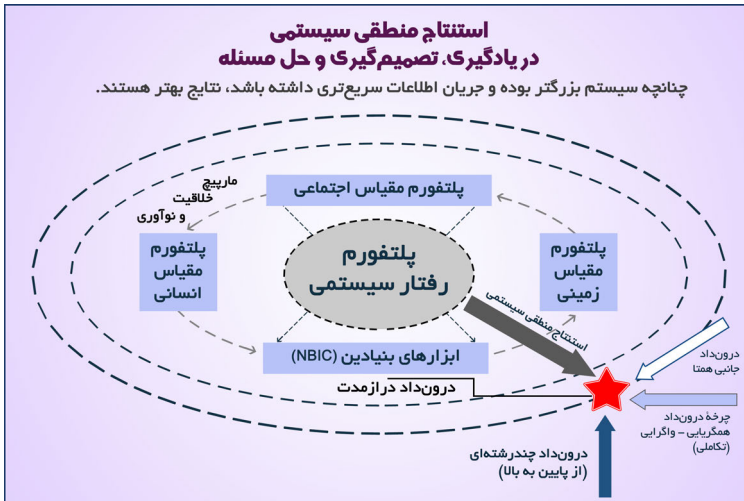 استنتاج منطقی سیستمی
در یادگیری، تصمیم‌گیری و حل مسئله
چنانچه سیستم بزرگتر بوده و جریان اطلاعات سریع‌تری داشته باشد، نتایج بهتر هستند.
مارپیچ
خلاقیت
و نوآوری
پلتفورم مقیاس اجتماعی
پلتفورم
مقیاس
زمینی
پلتفورم
رفتار سیستمی
پلتفورم
مقیاس
انسانی
استنتاج منطقی سیستمی
ابزارهای بنیادین (NBIC)
درون‌داد درازمدت
درون‌داد
جانبی همتا
چرخهٔ درون‌داد
همگریایی - واگرایی
(تکاملی)
درون‌داد چندرشته‌ای
(از پایین به بالا)